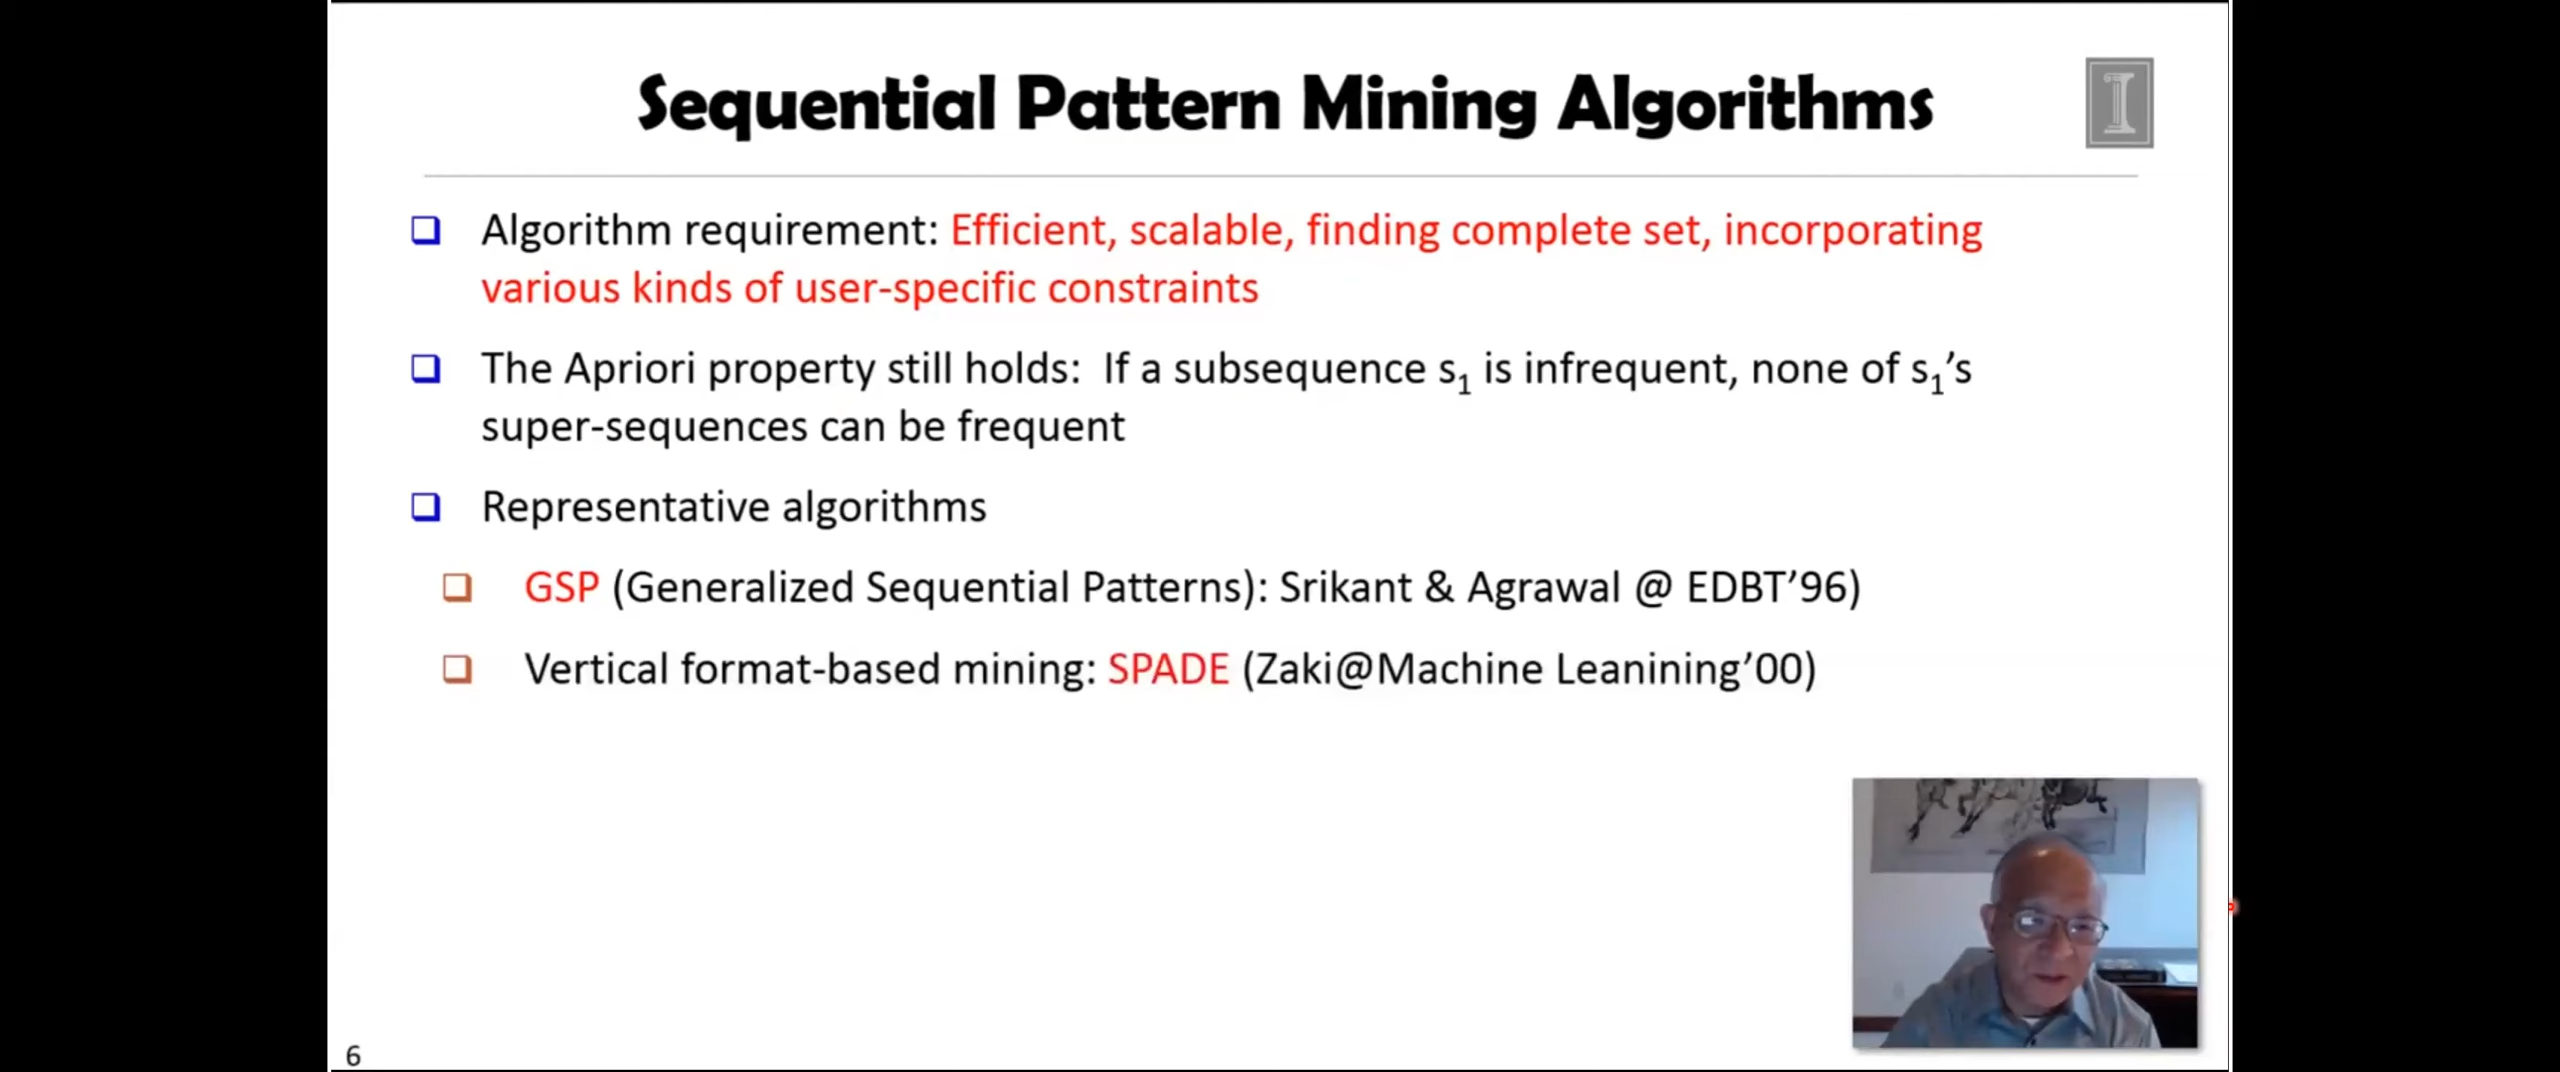 Sequential Pattern Mining Algorithms
Algorithm requirement: Efficient, scalable, finding complete set, incorporating
various kinds of user-specific constraints
The Apriori property still holds:  If a subsequence s₁ is infrequent, none of s₁’s
super-sequences can be frequent
Representative algorithms
GSP (Generalized Sequential Patterns): Srikant & Agrawal @ EDBT’96)
Vertical format-based mining: SPADE (Zaki@Machine Leanining’00)
6